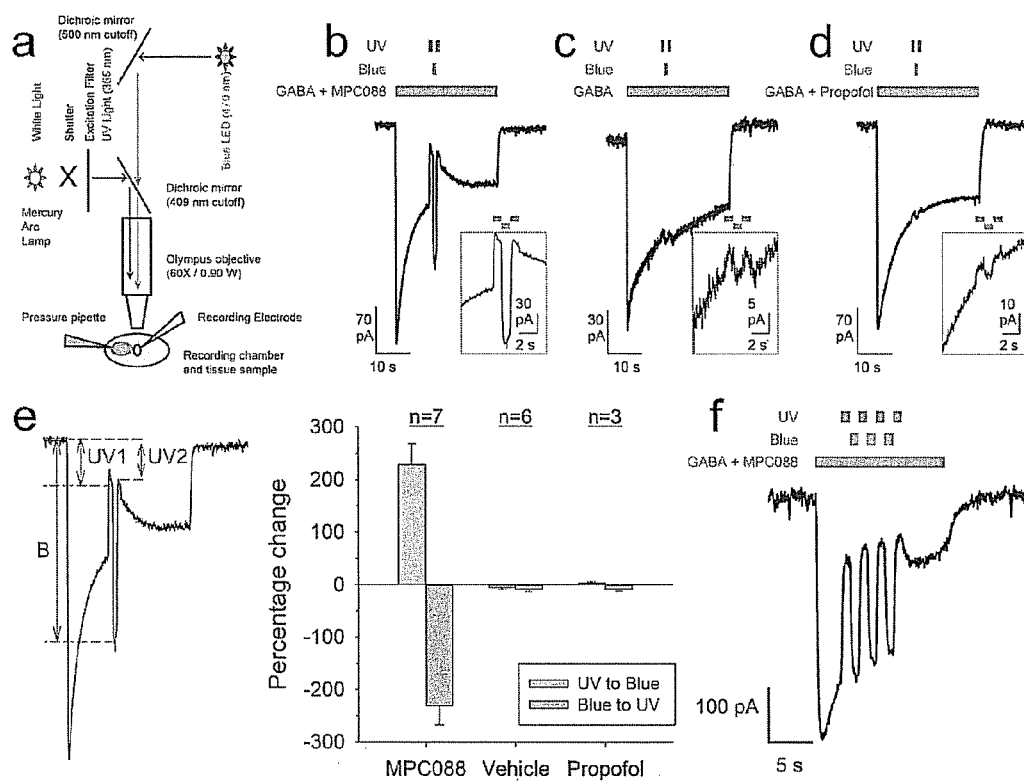 a
Dichroic mirror
(500 nm cutoff)
White Light
Shutter
Excitation Filter
UV Light (365 nm)
Blue LED (470 nm)
X
Dichroic mirror
(409 nm cutoff)
Mercury
Arc
Lamp
Olympus objective
(60X / 0.90 W)
Pressure pipette
Recording Electrode
Recording chamber
and tissue sample
b
UV
Blue
GABA + MPC088
70
pA
10 s
30
pA
2 s
c
UV
Blue
GABA
30
pA
10 s
5
pA
2 s
d
UV
Blue
GABA + Propofol
70
pA
10 s
10
pA
2 s
e
UV1
UV2
B
Percentage change
300
200
100
0
-100
-200
-300
n=7
n=6
n=3
UV to Blue
Blue to UV
MPC088
Vehicle
Propofol
f
UV
Blue
GABA + MPC088
100 pA
5 s